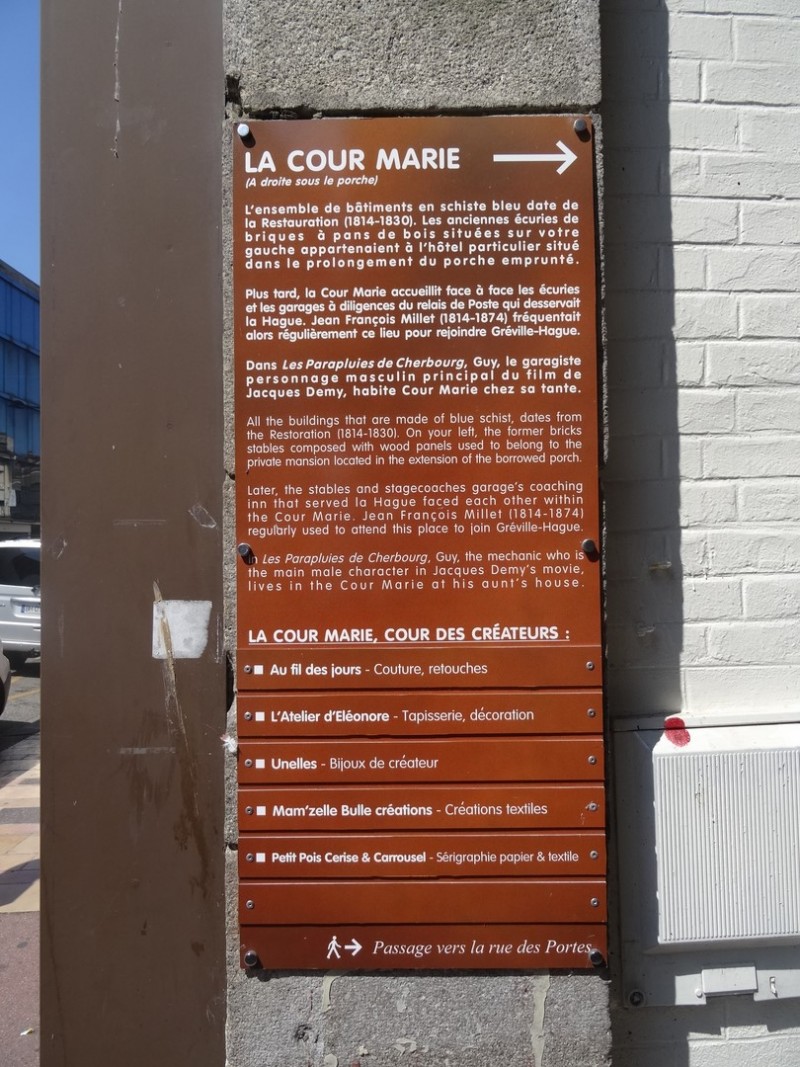 LA COUR MARIE
(A droite sous le porche)
L'ensemble de bâtiments en schiste bleu date de
la Restauration (1814-1830). Les anciennes écuries de
briques à pans de bois situées sur votre
gauche appartenaient à l'hôtel particulier situé
dans le prolongement du porche emprunté.
Plus tard, la Cour Marie accueillit face à face les écuries
et les garages à diligences du relais de Poste qui desservait
la Hague. Jean François Millet (1814-1874) fréquentait
alors régulièrement ce lieu pour rejoindre Gréville-Hague.
Dans Les Parapluies de Cherbourg, Guy, le garagiste
personnage masculin principal du film de
Jacques Demy, habite Cour Marie chez sa tante.
All the buildings that are made of blue schist, dates from
the Restoration (1814-1830). On your left, the former bricks
stables composed with wood panels used to belong to the
private mansion located in the extension of the borrowed porch.
Later, the stables and stagecoaches garage's coaching
inn that served la Hague faced each other within
the Cour Marie. Jean François Millet (1814-1874)
regularly used to attend this place to join Gréville-Hague.
In Les Parapluies de Cherbourg, Guy, the mechanic who is
the main male character in Jacques Demy's movie,
lives in the Cour Marie at his aunt's house.
LA COUR MARIE, COUR DES CRÉATEURS :
Au fil des jours - Couture, retouches
L'Atelier d'Eléonore - Tapisserie, décoration
Unelles - Bijoux de créateur
Mam'zelle Bulle créations - Créations textiles
Petit Pois Cerise & Carrousel - Sérigraphie papier & textile
Passage vers la rue des Portes